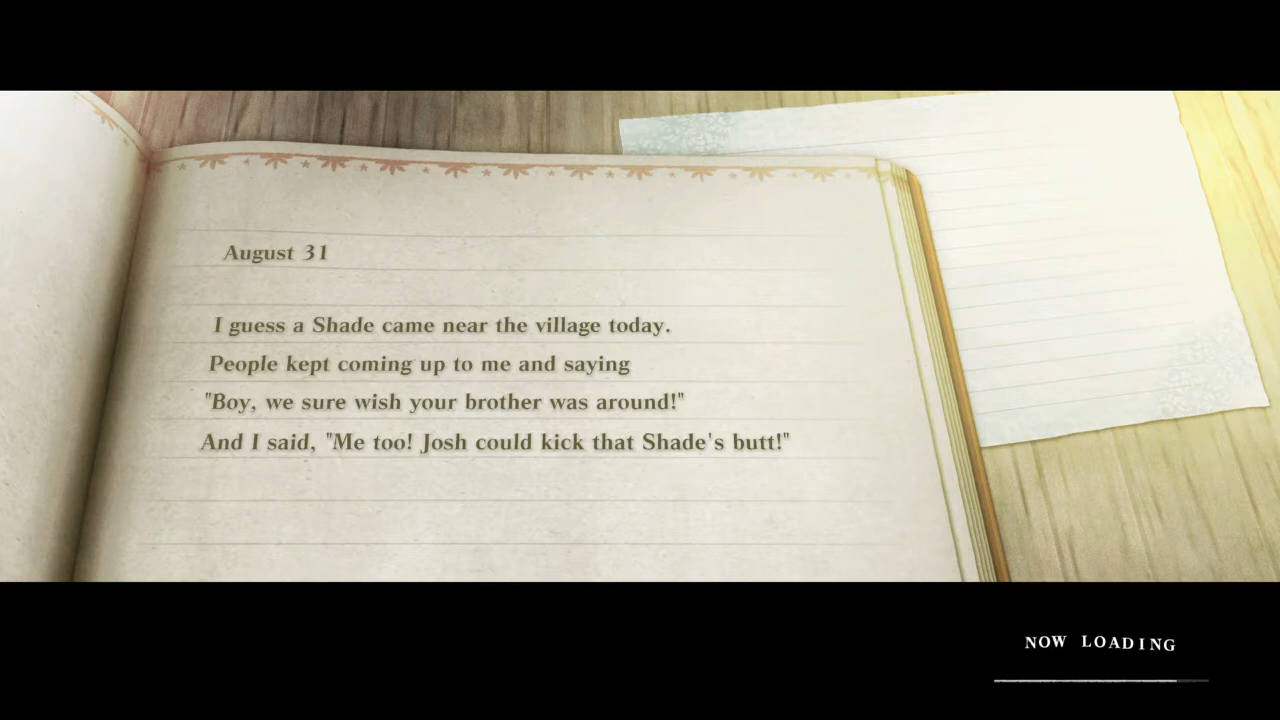 August 31
I guess a Shade came near the village today.
People kept coming up to me and saying
"Boy, we sure wish your brother was around!"
And I said, "Me too! Josh could kick that Shade's butt!"
NOW LOADING